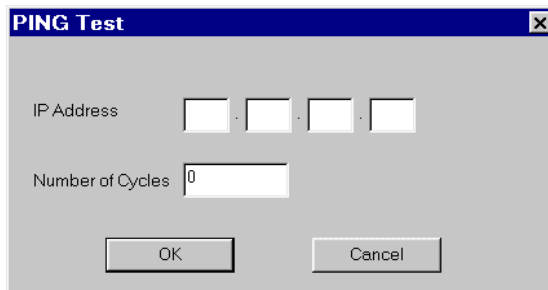 PING Test
IP Address . . .
Number of Cycles 0
OK Cancel